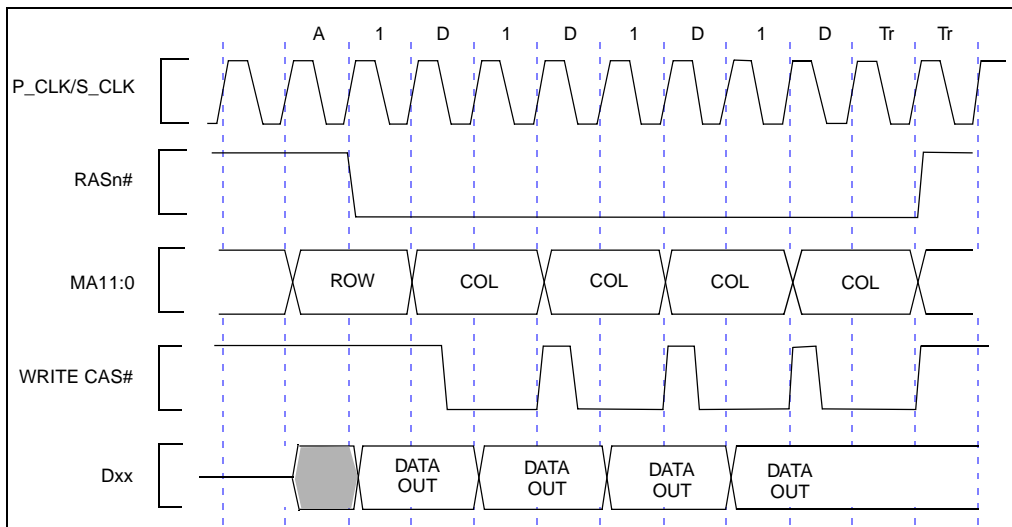 A 1 D 1 D 1 D 1 D Tr Tr
P_CLK/S_CLK
RASn#
MA11:0 ROW COL COL COL COL
WRITE CAS#
Dxx
DATA OUT
DATA OUT
DATA OUT
DATA OUT